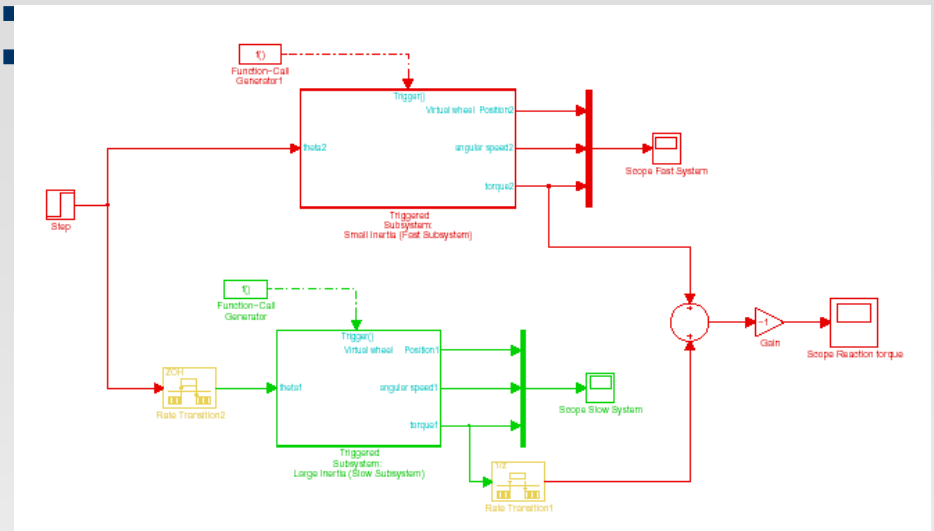 f()
Function-Call
Generator1
Trigger()
Virtual wheel Position2
theta2
angular speed2
torque2
Scope Fast System
Step
Triggered
Subsystem:
Small Inertia (Fast Subsystem)
f()
Function-Call
Generator
Trigger()
Virtual wheel Position1
+
+
-1
Gain
Scope Reaction torque
ZOH
Rate Transition2
theta1
angular speed1
Scope Slow System
torque1
Triggered
Subsystem:
Large Inertia (Slow Subsystem)
1/z
Rate Transition1